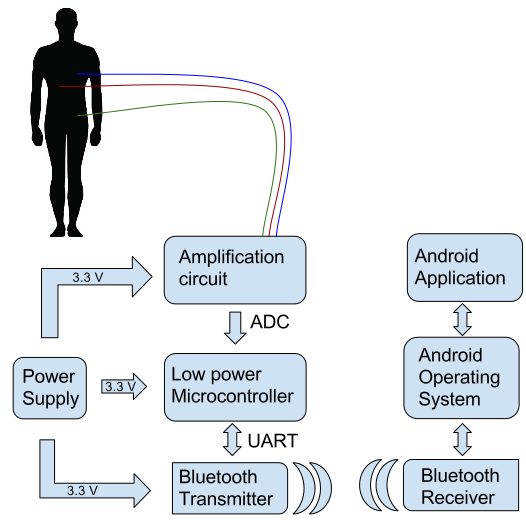 Amplification
circuit
Android
Application
3.3 V
ADC
Power
Supply
3.3 V
Low power
Microcontroller
Android
Operating
System
UART
Bluetooth
Transmitter
Bluetooth
Receiver
3.3 V